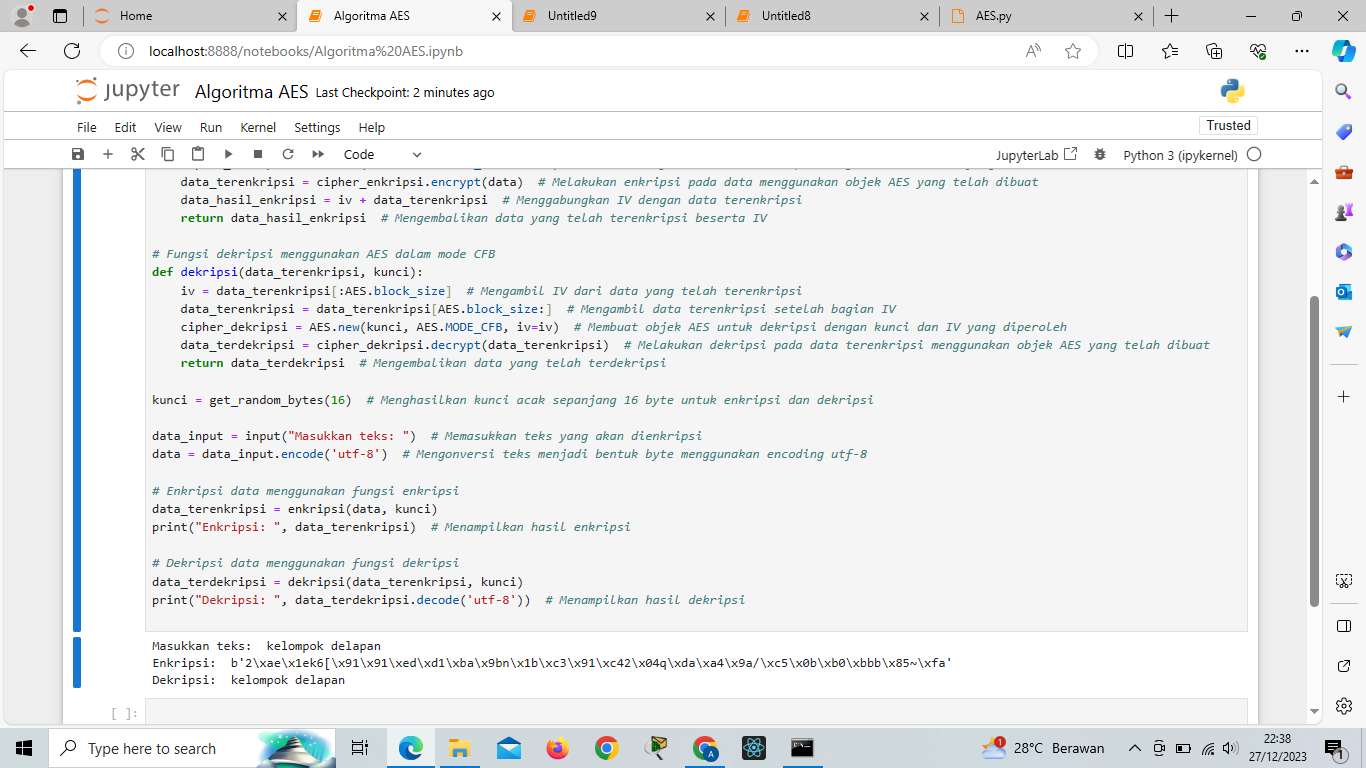 Home
Algoritma AES
Untitled9
Untitled8
AES.py
localhost:8888/notebooks/Algoritma%20AES.ipynb
jupyter Algoritma AES Last Checkpoint: 2 minutes ago
File Edit View Run Kernel Settings Help
Trusted
Code
JupyterLab
Python 3 (ipykernel)
data_terenkripsi = cipher_enkripsi.encrypt(data)  # Melakukan enkripsi pada data menggunakan objek AES yang telah dibuat
data_hasil_enkripsi = iv + data_terenkripsi  # Menggabungkan IV dengan data terenkripsi
return data_hasil_enkripsi  # Mengembalikan data yang telah terenkripsi beserta IV
# Fungsi dekripsi menggunakan AES dalam mode CFB
def dekripsi(data_terenkripsi, kunci):
iv = data_terenkripsi[:AES.block_size]  # Mengambil IV dari data yang telah terenkripsi
data_terenkripsi = data_terenkripsi[AES.block_size:]  # Mengambil data terenkripsi setelah bagian IV
cipher_dekripsi = AES.new(kunci, AES.MODE_CFB, iv=iv)  # Membuat objek AES untuk dekripsi dengan kunci dan IV yang diperoleh
data_terdekripsi = cipher_dekripsi.decrypt(data_terenkripsi)  # Melakukan dekripsi pada data terenkripsi menggunakan objek AES yang telah dibuat
return data_terdekripsi  # Mengembalikan data yang telah terdekripsi
kunci = get_random_bytes(16)  # Menghasilkan kunci acak sepanjang 16 byte untuk enkripsi dan dekripsi
data_input = input("Masukkan teks: ")  # Memasukkan teks yang akan dienkripsi
data = data_input.encode('utf-8')  # Mengonversi teks menjadi bentuk byte menggunakan encoding utf-8
# Enkripsi data menggunakan fungsi enkripsi
data_terenkripsi = enkripsi(data, kunci)
print("Enkripsi: ", data_terenkripsi)  # Menampilkan hasil enkripsi
# Dekripsi data menggunakan fungsi dekripsi
data_terdekripsi = dekripsi(data_terenkripsi, kunci)
print("Dekripsi: ", data_terdekripsi.decode('utf-8'))  # Menampilkan hasil dekripsi
Masukkan teks:  kelompok delapan
Enkripsi:  b'2\xae\x1ek6[\x91\x91\xed\xd1\xba\x9bn\x1b\xc3\x91\xc42\x04q\xda\xa4\x9a/\xc5\x0b\xb0\xbbb\x85~\xfa'
Dekripsi:  kelompok delapan
[ ]:
Type here to search
1
28°C Berawan
22:38
27/12/2023
1